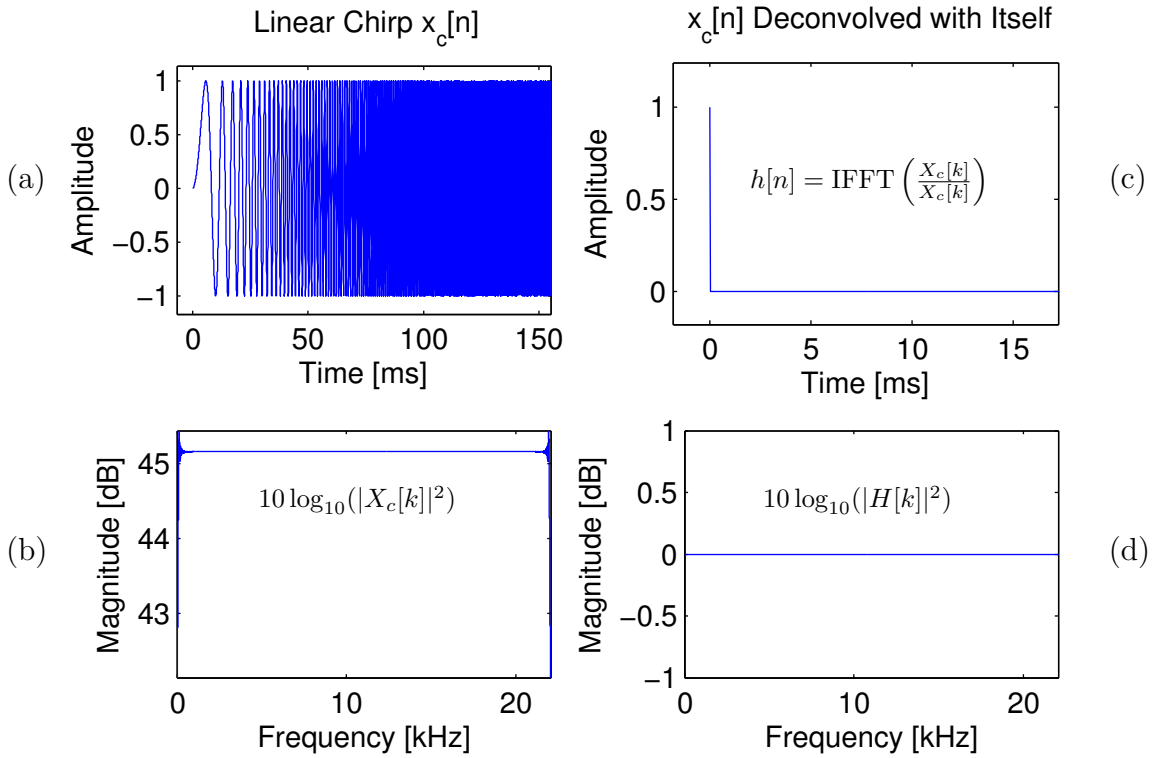 Linear Chirp x_c[n]
(a)
Amplitude
1
0.5
0
−0.5
−1
0 50 100 150
Time [ms]
x_c[n] Deconvolved with Itself
Amplitude
1
0.5
0
h[n] = IFFT (X_c[k] / X_c[k])
(c)
0 5 10 15
Time [ms]
(b)
Magnitude [dB]
45
44
43
10 log₁₀(|X_c[k]|²)
0 10 20
Frequency [kHz]
Magnitude [dB]
1
0.5
0
−0.5
−1
10 log₁₀(|H[k]|²)
(d)
0 10 20
Frequency [kHz]